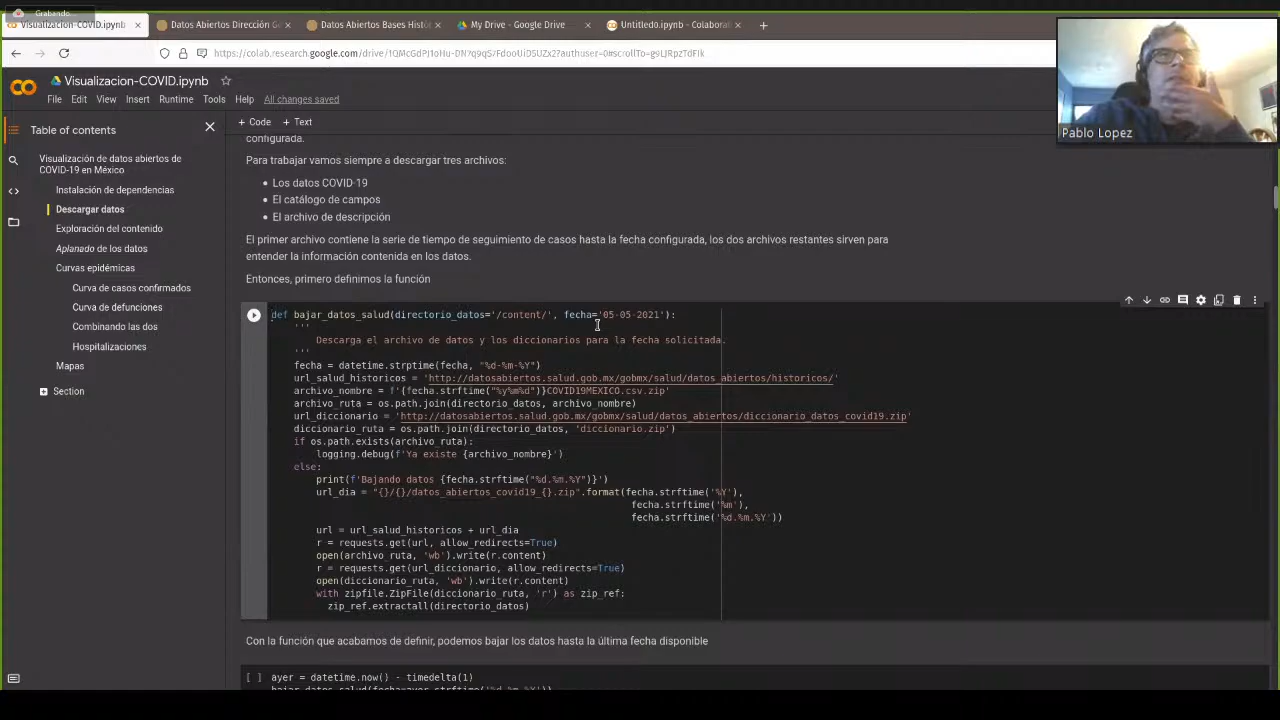 Grabando...
Visualizacion-COVID.ipynb
Datos Abiertos Dirección G
Datos Abiertos Bases Hist
My Drive - Google Drive
Untitled0.ipynb - Colabora
Visualizacion-COVID.ipynb
File Edit View Insert Runtime Tools Help All changes saved
+ Code + Text
Table of contents
Visualización de datos abiertos de
COVID-19 en México
Instalación de dependencias
Descargar datos
Exploración del contenido
Aplanado de los datos
Curvas epidémicas
Curva de casos confirmados
Curva de defunciones
Combinando las dos
Hospitalizaciones
Mapas
Section
configurada.
Para trabajar vamos siempre a descargar tres archivos:
• Los datos COVID-19
• El catálogo de campos
• El archivo de descripción
El primer archivo contiene la serie de tiempo de seguimiento de casos hasta la fecha configurada, los dos archivos restantes sirven para
entender la información contenida en los datos.
Entonces, primero definimos la función
def bajar_datos_salud(directorio_datos='/content/', fecha='05-05-2021'):
'''
Descarga el archivo de datos y los diccionarios para la fecha solicitada.
'''
fecha = datetime.strptime(fecha, "%d-%m-%Y")
url_salud_historicos = 'http://datosabiertos.salud.gob.mx/gobmx/salud/datos_abiertos/historicos/'
archivo_nombre = f'{fecha.strftime("%y%m%d")}COVID19MEXICO.csv.zip'
archivo_ruta = os.path.join(directorio_datos, archivo_nombre)
url_diccionario = 'http://datosabiertos.salud.gob.mx/gobmx/salud/datos_abiertos/diccionario_datos_covid19.zip'
diccionario_ruta = os.path.join(directorio_datos, 'diccionario.zip')
if os.path.exists(archivo_ruta):
logging.debug(f'Ya existe {archivo_nombre}')
else:
print(f'Bajando datos {fecha.strftime("%d.%m.%Y")}')
url_dia = "{}/{}/datos_abiertos_covid19_{}.zip".format(fecha.strftime('%Y'),
fecha.strftime('%m'),
fecha.strftime('%d.%m.%Y'))
url = url_salud_historicos + url_dia
r = requests.get(url, allow_redirects=True)
open(archivo_ruta, 'wb').write(r.content)
r = requests.get(url_diccionario, allow_redirects=True)
open(diccionario_ruta, 'wb').write(r.content)
with zipfile.ZipFile(diccionario_ruta, 'r') as zip_ref:
zip_ref.extractall(directorio_datos)
Con la función que acabamos de definir, podemos bajar los datos hasta la última fecha disponible
[ ] ayer = datetime.now() - timedelta(1)
Pablo Lopez